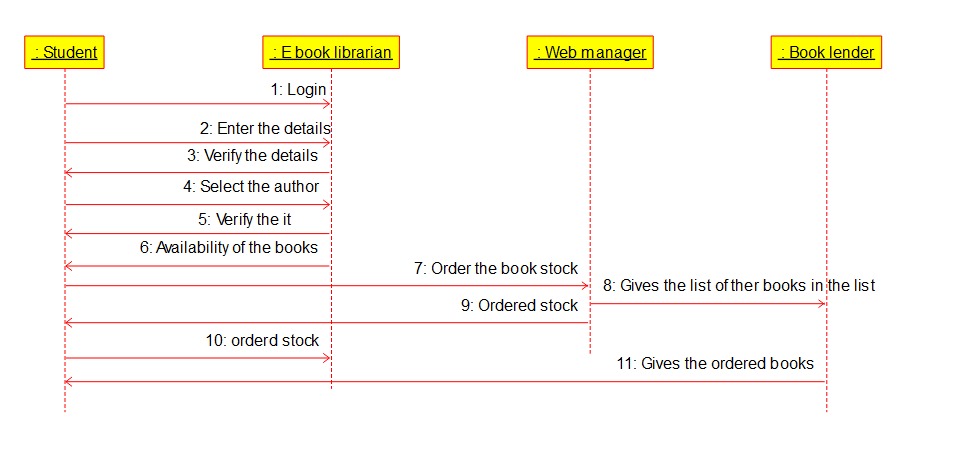 : Student
: E book librarian
: Web manager
: Book lender
1: Login
2: Enter the details
3: Verify the details
4: Select the author
5: Verify the it
6: Availability of the books
7: Order the book stock
8: Gives the list of ther books in the list
9: Ordered stock
10: orderd stock
11: Gives the ordered books